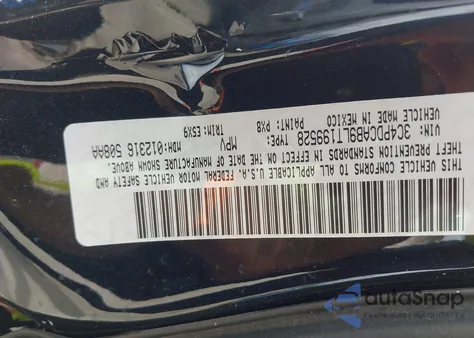 THIS VEHICLE CONFORMS TO ALL APPLICABLE U.S.A. FEDERAL MOTOR VEHICLE SAFETY AND
THEFT PREVENTION STANDARDS IN EFFECT ON THE DATE OF MANUFACTURE SHOWN ABOVE.
VIN: 3C4PDCAB9LT199528 TYPE: MPV MDH:012316 508AA
VEHICLE MADE IN MEXICO PAINT: PX8 TRIM: E5X9
autoSnap